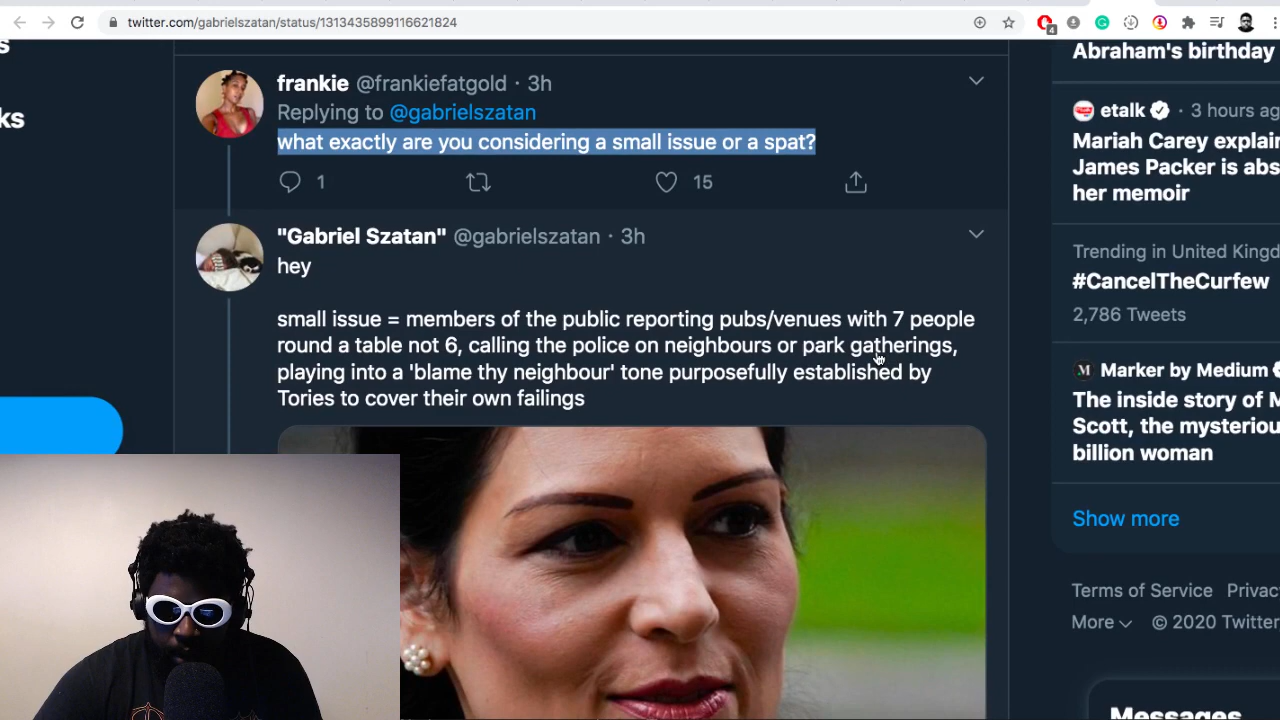 twitter.com/gabrielszatan/status/1313435899116621824
4
s
ks
frankie @frankiefatgold · 3h
Replying to @gabrielszatan
what exactly are you considering a small issue or a spat?
1
15
"Gabriel Szatan" @gabrielszatan · 3h
hey
small issue = members of the public reporting pubs/venues with 7 people
round a table not 6, calling the police on neighbours or park gatherings,
playing into a 'blame thy neighbour' tone purposefully established by
Tories to cover their own failings
Abraham's birthday
etalk · 3 hours ag
Mariah Carey explai
James Packer is abs
her memoir
Trending in United Kingd
#CancelTheCurfew
2,786 Tweets
M Marker by Medium
The inside story of M
Scott, the mysteriou
billion woman
Show more
Terms of Service Privac
More © 2020 Twitter
Messages